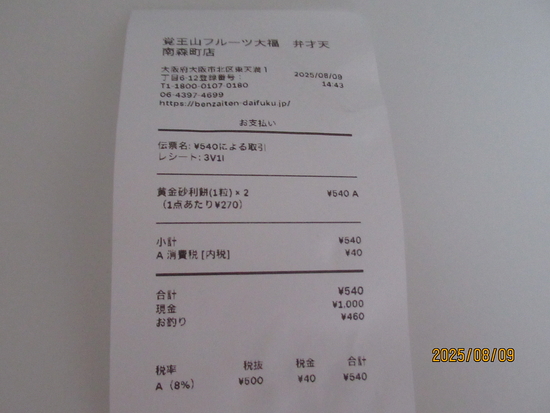 覚王山フルーツ大福 弁才天
南森町店
大阪府大阪市北区東天満1
丁目6-12登録番号：
T1-1800-0107-0180
06-4397-4699
https://benzaiten-daifuku.jp/
2025/08/09
14:43
お支払い
伝票名: ¥540による取引
レシート: 3V1l
黄金砂利餅(1粒) × 2 ¥540 A
（1点あたり¥270）
小計 ¥540
A 消費税 [内税] ¥40
合計 ¥540
現金 ¥1,000
お釣り ¥460
税率 税抜 税金 合計
A（8%） ¥500 ¥40 ¥540
2025/08/09